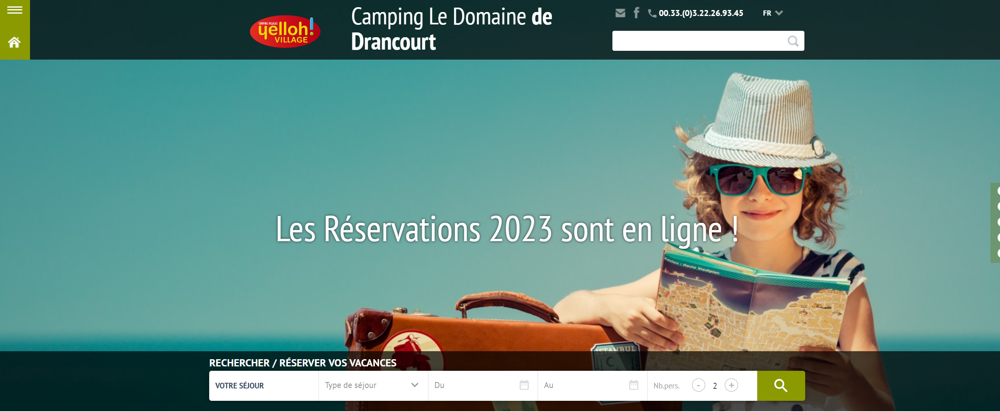 CAMPING VILLAGES
yelloh!
VILLAGE
Camping Le Domaine de
Drancourt
00.33.(0)3.22.26.93.45
FR
Les Réservations 2023 sont en ligne !
Stadtplan
ISTANBUL
RECHERCHER / RÉSERVER VOS VACANCES
VOTRE SÉJOUR
Type de séjour
Du
Au
Nb.pers.
-
2
+